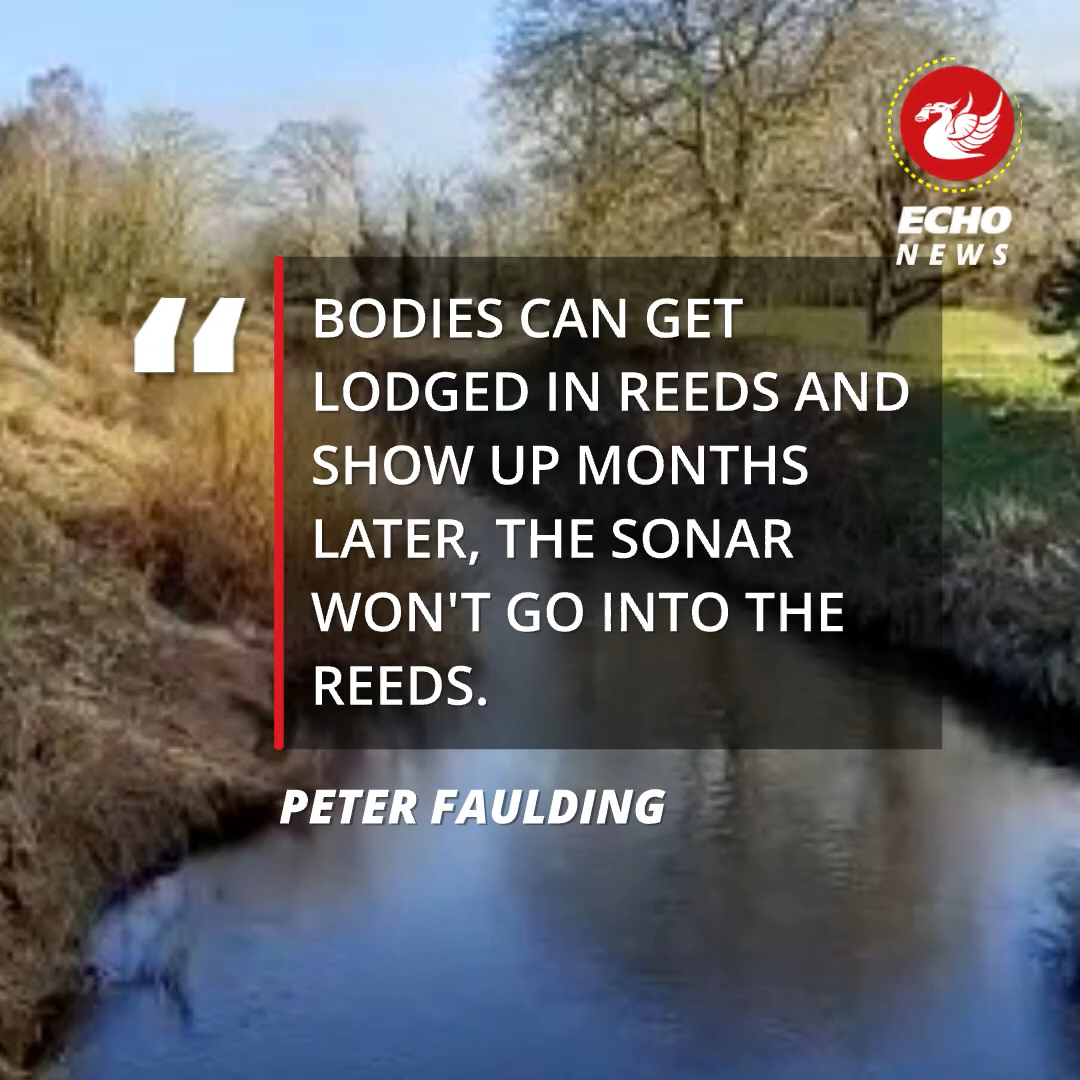 ECHO
NEWS
“
BODIES CAN GET
LODGED IN REEDS AND
SHOW UP MONTHS
LATER, THE SONAR
WON'T GO INTO THE
REEDS.
PETER FAULDING